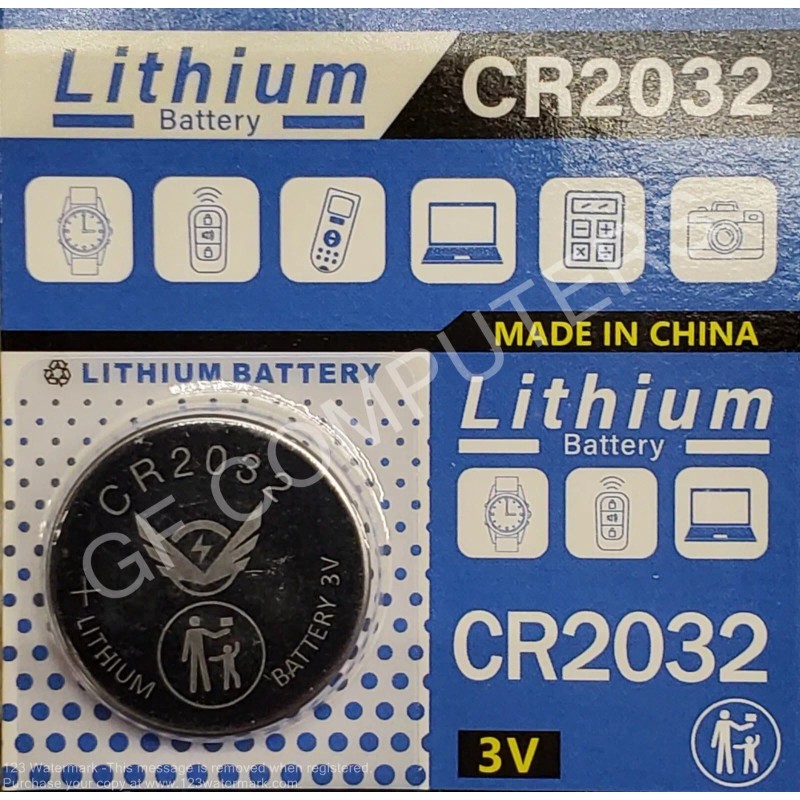 Lithium
Battery
CR2032
MADE IN CHINA
LITHIUM BATTERY
CR2032
+ LITHIUM BATTERY 3V
Lithium
Battery
CR2032
3V
GF COMPUTERS
123 Watermark -This message is removed when registered.
Purchase your copy at www.123watermark.com.